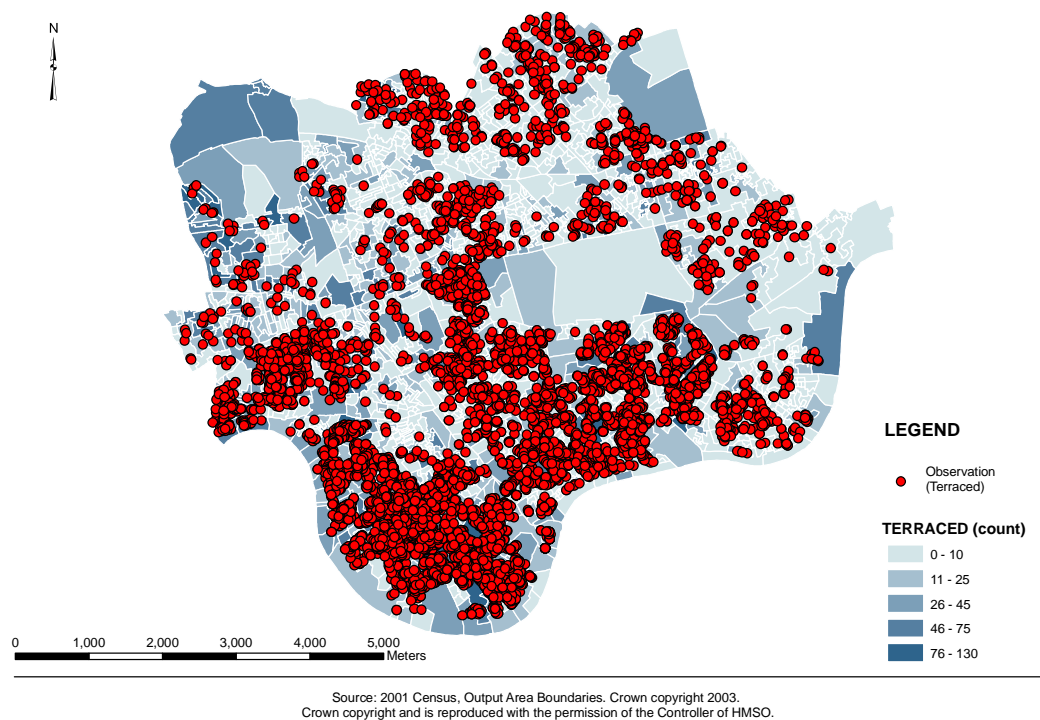 N
LEGEND
Observation
(Terraced)
TERRACED (count)
0 - 10
11 - 25
26 - 45
46 - 75
76 - 130
0 1,000 2,000 3,000 4,000 5,000
Meters
Source: 2001 Census, Output Area Boundaries. Crown copyright 2003.
Crown copyright and is reproduced with the permission of the Controller of HMSO.